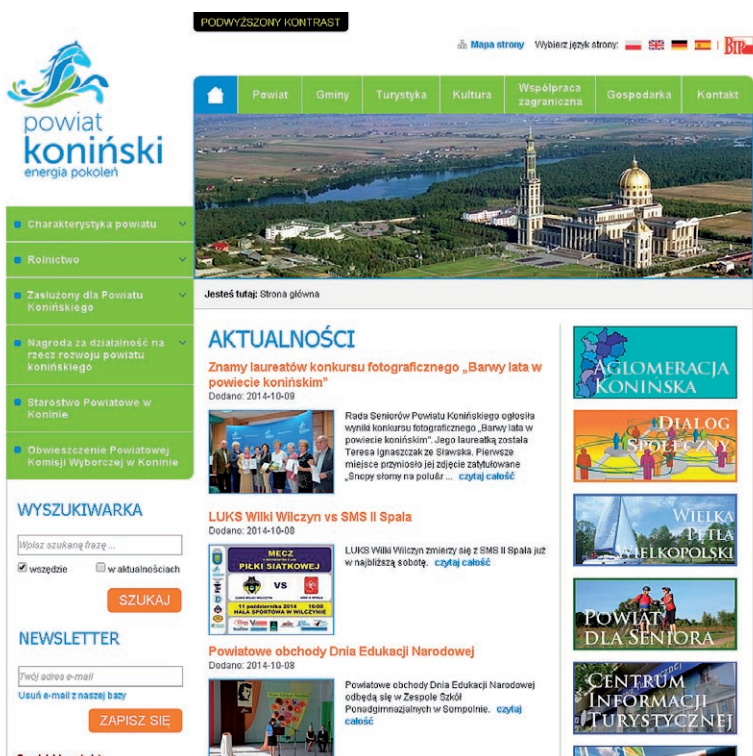 PODWYŻSZONY KONTRAST
Mapa strony Wybierz język strony: BIP
powiat
koniński
energia pokoleń
Powiat Gminy Turystyka Kultura Współpraca zagraniczna Gospodarka Kontakt
Charakterystyka powiatu
Rolnictwo
Zasłużony dla Powiatu
Konińskiego
Nagroda za działalność na
rzecz rozwoju powiatu
konińskiego
Starostwo Powiatowe w
Koninie
Obwieszczenie Powiatowej
Komisji Wyborczej w Koninie
WYSZUKIWARKA
Wpisz szukaną frazę ...
wszędzie w aktualnościach
SZUKAJ
NEWSLETTER
Twój adres e-mail
Usuń e-mail z naszej bazy
ZAPISZ SIĘ
Jesteś tutaj: Strona główna
AKTUALNOŚCI
Znamy laureatów konkursu fotograficznego „Barwy lata w
powiecie konińskim”
Dodano: 2014-10-09
Rada Seniorów Powiatu Konińskiego ogłosiła
wyniki konkursu fotograficznego „Barwy lata w
powiecie konińskim”. Jego laureatką została
Teresa Ignaszczak ze Sławska. Pierwsze
miejsce przyniosło jej zdjęcie zatytułowane
„Snopy słomy na polu&r ... czytaj całość
LUKS Wilki Wilczyn vs SMS II Spała
Dodano: 2014-10-08
MECZ
PIŁKI SIATKOWEJ
VS
11 października 2014 16:00
HALA SPORTOWA W WILCZYNIE
LUKS Wilki Wilczyn zmierzy się z SMS II Spała już
w najbliższą sobotę. czytaj całość
Powiatowe obchody Dnia Edukacji Narodowej
Dodano: 2014-10-08
Powiatowe obchody Dnia Edukacji Narodowej
odbędą się w Zespole Szkół
Ponadgimnazjalnych w Sompolnie. czytaj
całość
AGLOMERACJA
KONIŃSKA
DIALOG
SPOŁECZNY
WIELKA
PĘTLA
WIELKOPOLSKI
POWIAT
DLA SENIORA
CENTRUM
INFORMACJI
TURYSTYCZNEJ